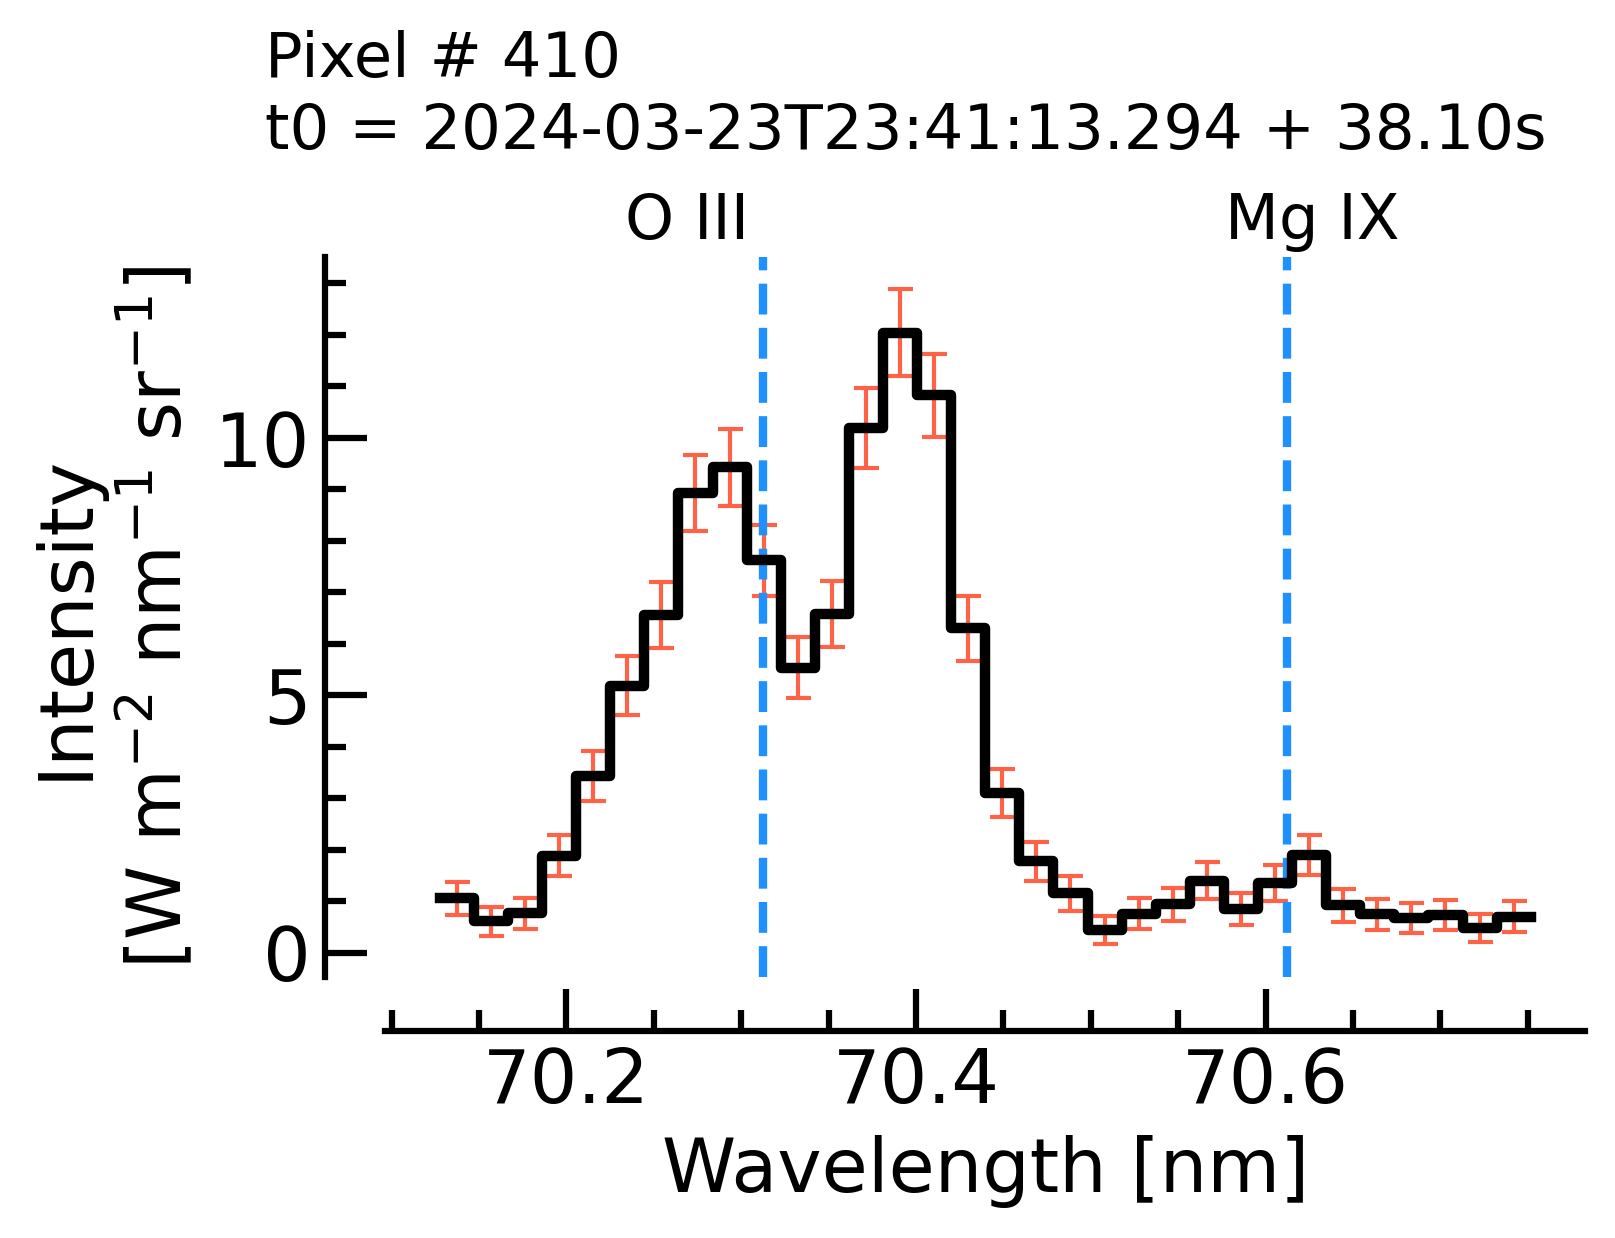 Pixel # 410
t0 = 2024-03-23T23:41:13.294 + 38.10s
O III
Mg IX
Intensity
[W m⁻² nm⁻¹ sr⁻¹]
10
5
0
70.2
70.4
70.6
Wavelength [nm]